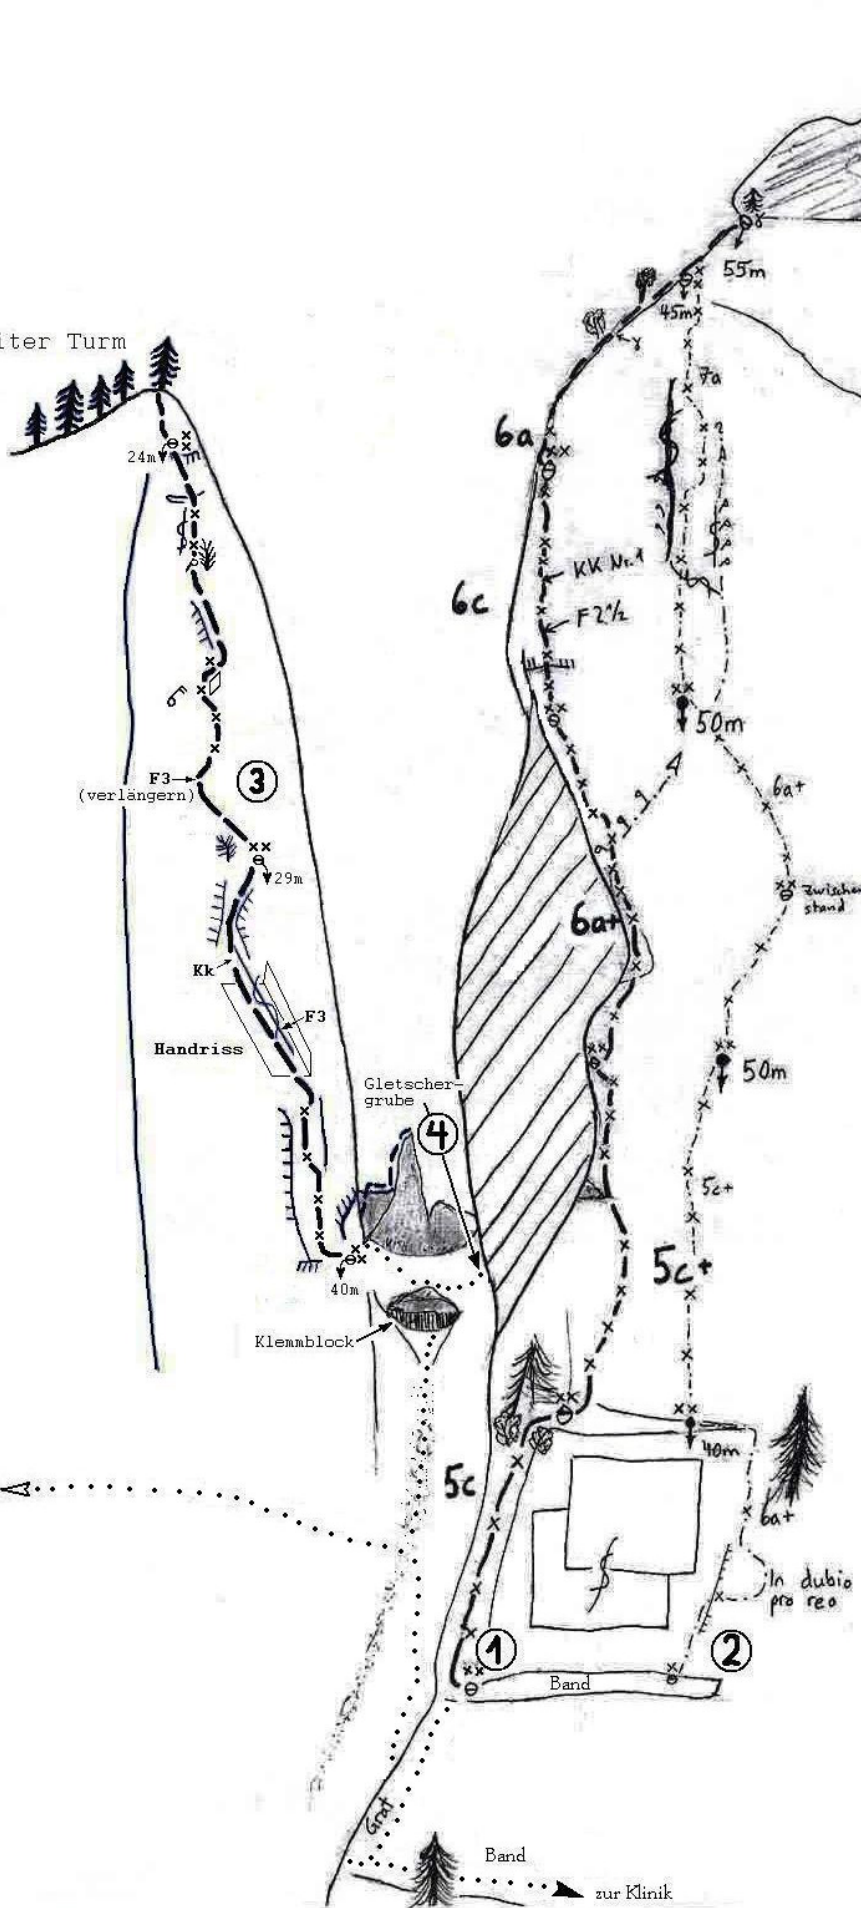 55m
45m
iter Turm
7a
6a
24m
KK Nr. 1
6c
F 2½
50m
F3
(verlängern)
3
6a+
29m
Zwischen
stand
6a+
Kk
F3
Handriss
50m
Gletscher-
grube
4
5c+
5c+
40m
Klemmblock
40m
5c
6a+
In dubio
pro reo
1
2
Band
Grat
Band
zur Klinik